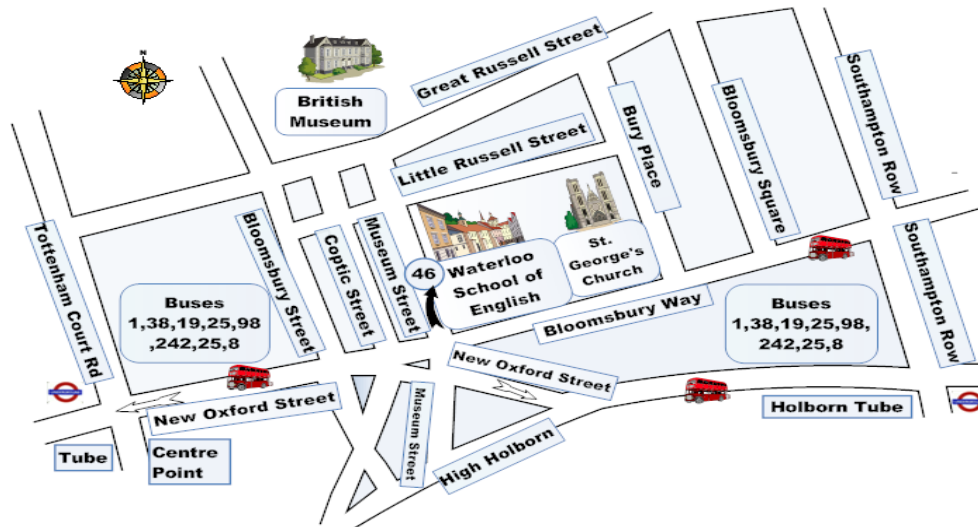 N
British
Museum
Great Russell Street
Little Russell Street
Bury Place
Bloomsbury Square
Southampton Row
Tottenham Court Rd
Bloomsbury Street
Coptic Street
Museum Street
46
Waterloo
School of
English
St.
George's
Church
Southampton Row
Buses
1,38,19,25,98
,242,25,8
Bloomsbury Way
Buses
1,38,19,25,98,
242,25,8
New Oxford Street
New Oxford Street
Museum Street
High Holborn
Holborn Tube
Tube
Centre
Point